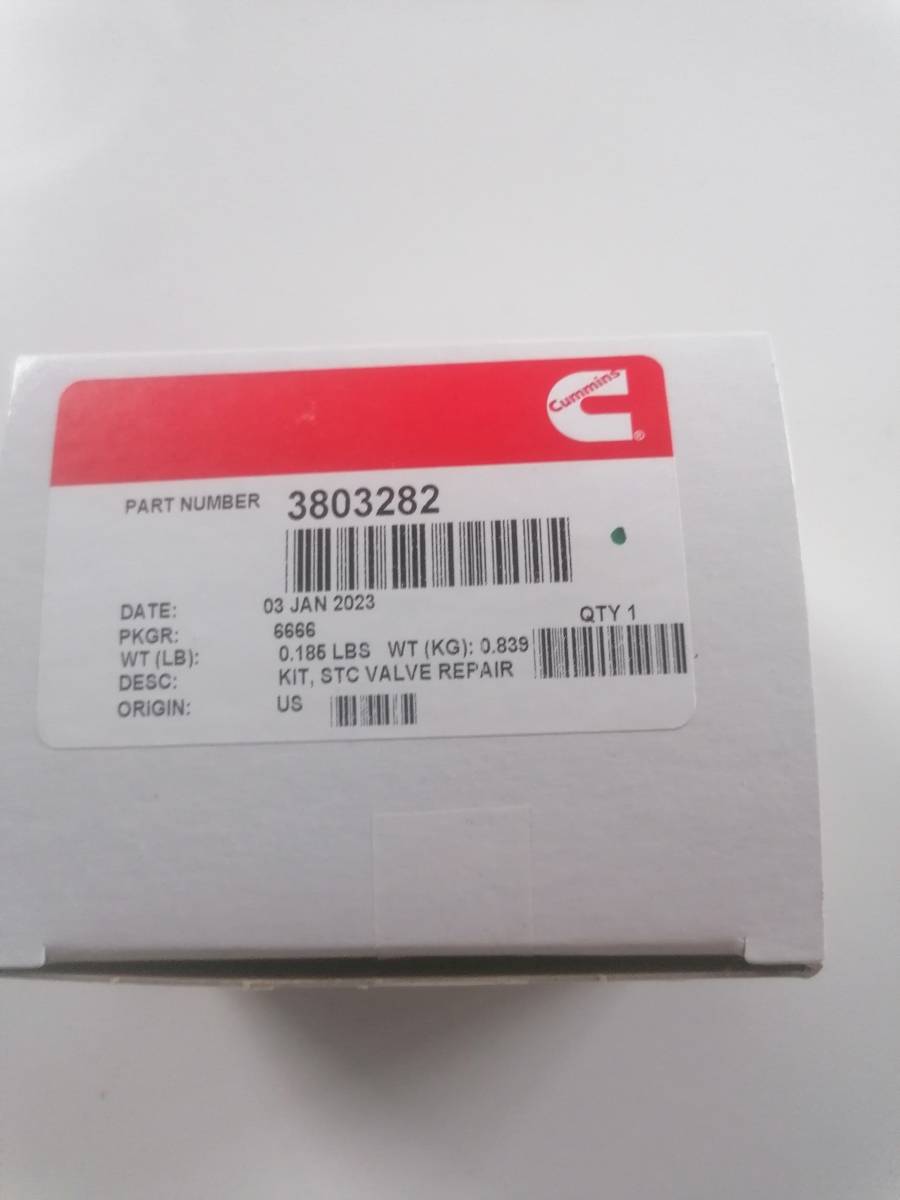 Cummins
®
PART NUMBER 3803282
DATE: 03 JAN 2023
QTY 1
PKGR: 6666
WT (LB): 0.185 LBS WT (KG): 0.839
DESC: KIT, STC VALVE REPAIR
ORIGIN: US